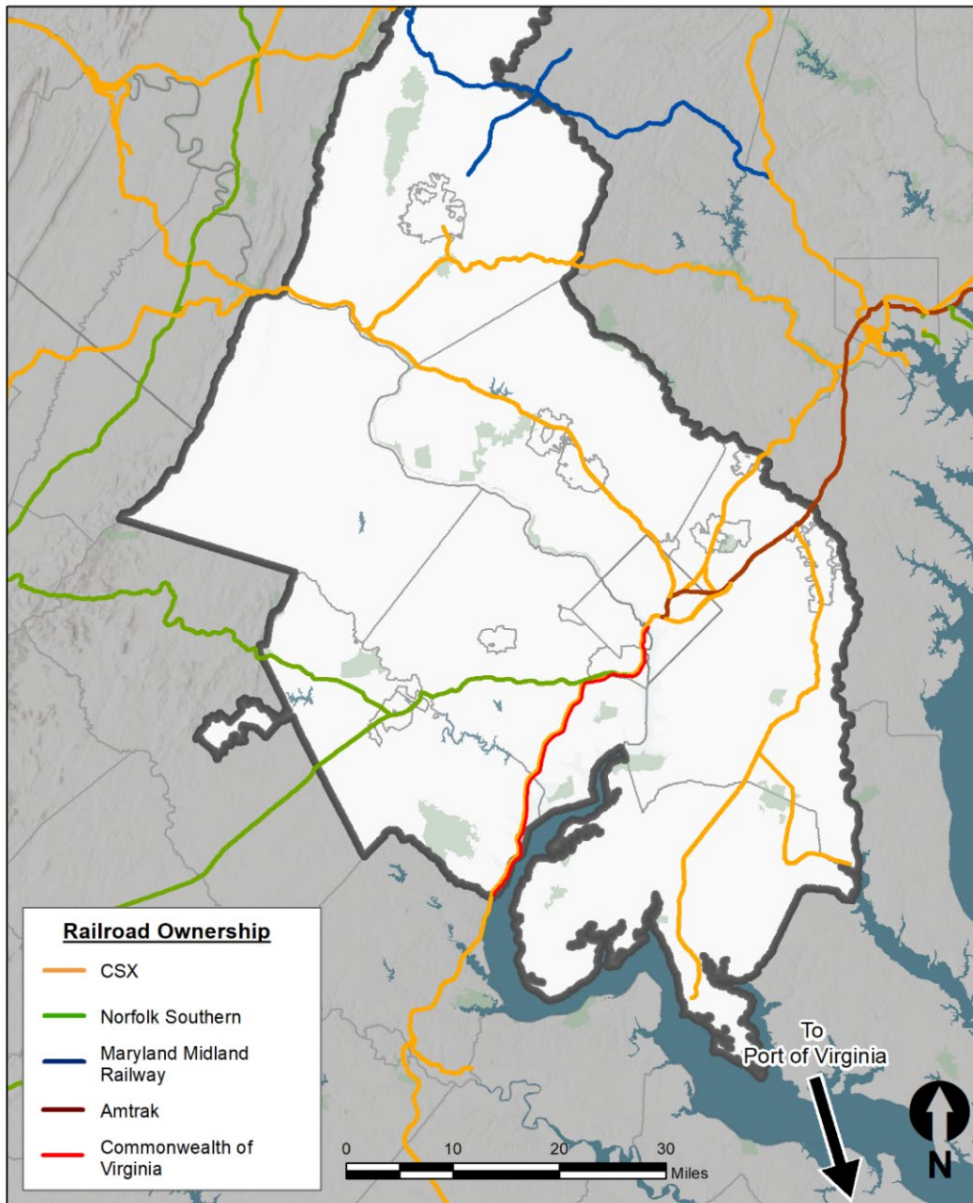 To
Port of Virginia
Railroad Ownership
CSX
Norfolk Southern
Maryland Midland
Railway
Amtrak
Commonwealth of
Virginia
0 10 20 30
Miles
N